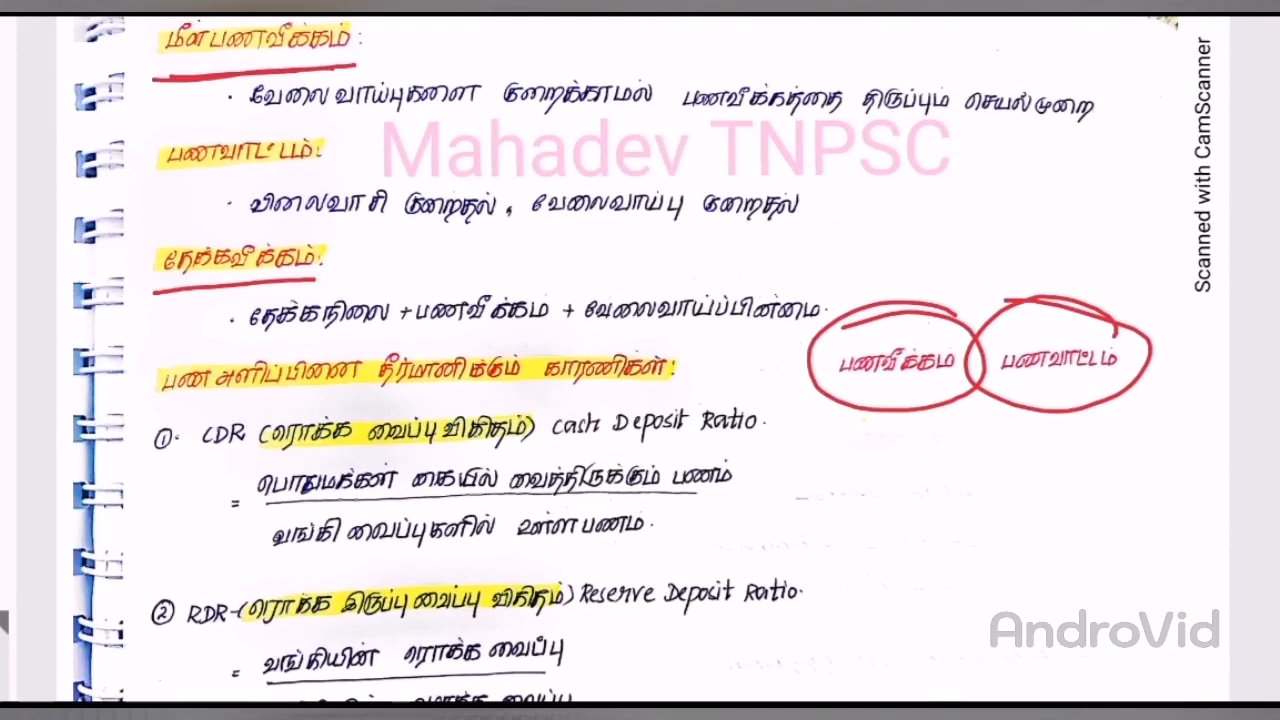 மீள் பணவீக்கம் :
· வேலை வாய்புகளை குறைக்காமல் பணவீக்கத்தை திருப்பும் செயல்முறை
Mahadev TNPSC
பணவாட்டம் :
· விலைவாசி குறைதல் , வேலைவாய்பு குறைதல்
தேக்கவீக்கம் :
· தேக்கநிலை + பணவீக்கம் + வேலைவாய்ப்பின்மை ·
பணவீக்கம் பணவாட்டம்
பண அளிப்பினை தீர்மானிக்கும் காரணிகள் !
① · CDR (ரொக்க வைப்பு விகிதம்) Cash Deposit Ratio ·
பொதுமக்கள் கையில் வைத்திருக்கும் பணம்
=
வங்கி வைப்புகளில் உள்ள பணம் ·
② RDR - (ரொக்க இருப்பு வைப்பு விகிதம்) Reserve Deposit Ratio ·
= வங்கியின் ரொக்க வைப்பு
Scanned with CamScanner
AndroVid